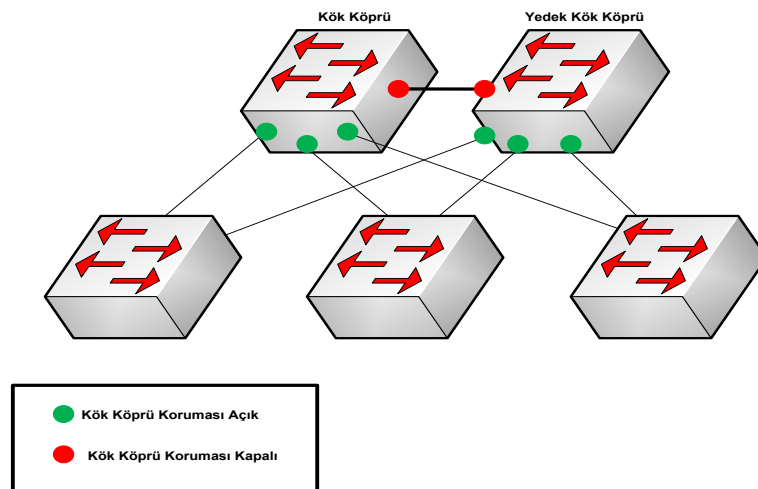 Kök Köprü
Yedek Kök Köprü
Kök Köprü Koruması Açık
Kök Köprü Koruması Kapalı